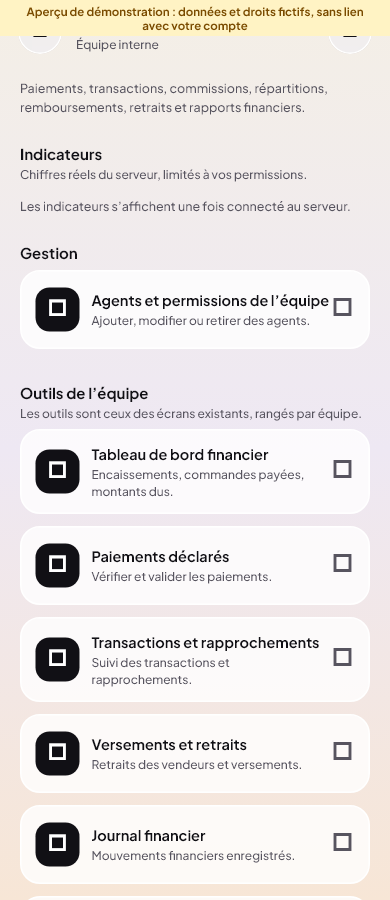 Aperçu de démonstration : données et droits fictifs, sans lien
avec votre compte
Équipe interne
Paiements, transactions, commissions, répartitions,
remboursements, retraits et rapports financiers.
Indicateurs
Chiffres réels du serveur, limités à vos permissions.
Les indicateurs s’affichent une fois connecté au serveur.
Gestion
Agents et permissions de l’équipe
Ajouter, modifier ou retirer des agents.
Outils de l’équipe
Les outils sont ceux des écrans existants, rangés par équipe.
Tableau de bord financier
Encaissements, commandes payées,
montants dus.
Paiements déclarés
Vérifier et valider les paiements.
Transactions et rapprochements
Suivi des transactions et
rapprochements.
Versements et retraits
Retraits des vendeurs et versements.
Journal financier
Mouvements financiers enregistrés.